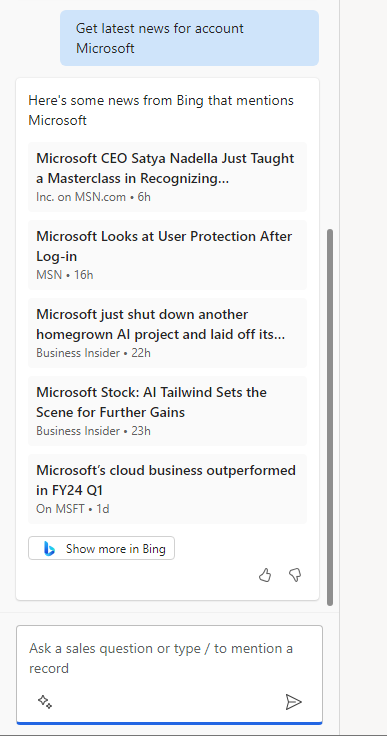 Get latest news for account
Microsoft
Here's some news from Bing that mentions
Microsoft
Microsoft CEO Satya Nadella Just Taught
a Masterclass in Recognizing...
Inc. on MSN.com • 6h
Microsoft Looks at User Protection After
Log-in
MSN • 16h
Microsoft just shut down another
homegrown AI project and laid off its...
Business Insider • 22h
Microsoft Stock: AI Tailwind Sets the
Scene for Further Gains
Business Insider • 23h
Microsoft's cloud business outperformed
in FY24 Q1
On MSFT • 1d
Show more in Bing
Ask a sales question or type / to mention a
record